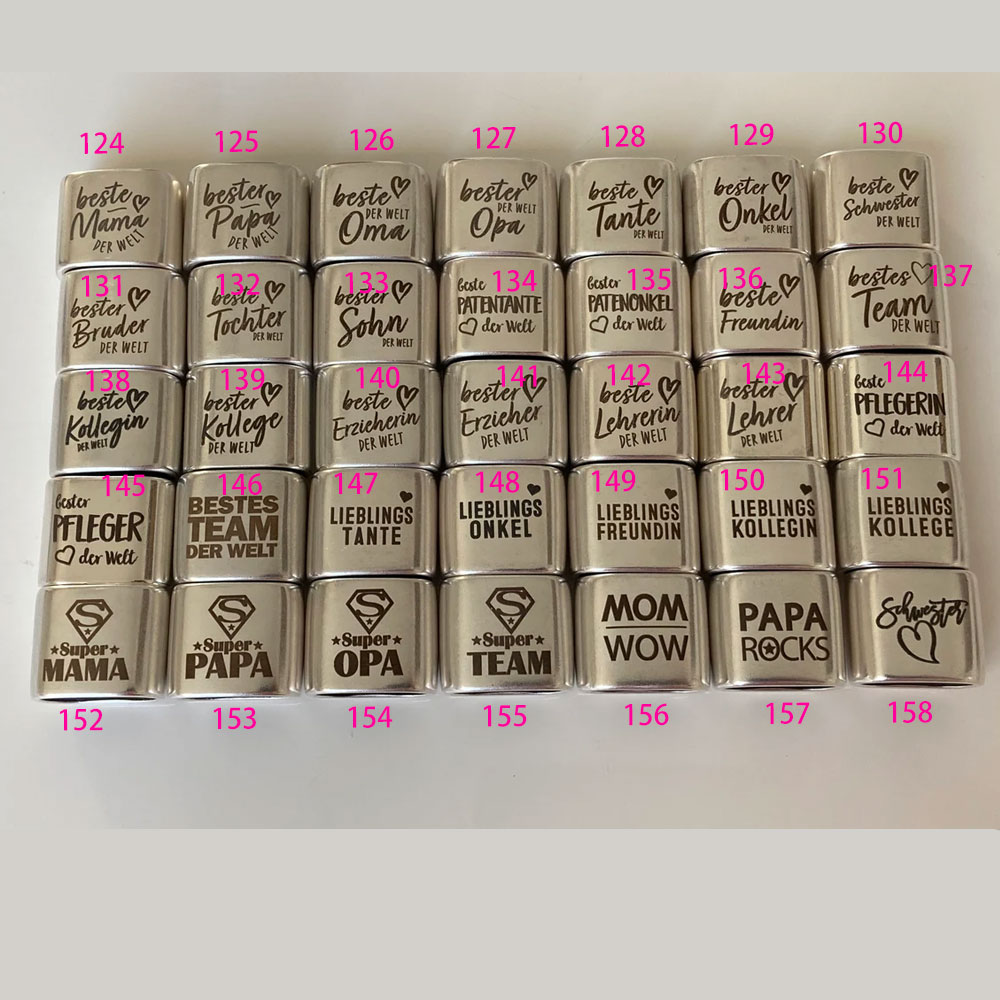 124
beste
Mama
DER WELT
125
bester
Papa
DER WELT
126
beste
DER WELT
Oma
127
bester
DER WELT
Opa
128
beste
Tante
DER WELT
129
bester
Onkel
DER WELT
130
beste
Schwester
DER WELT
131
bester
Bruder
DER WELT
132
beste
Tochter
DER WELT
133
bester
Sohn
DER WELT
134
beste
PATENTANTE
der Welt
135
bester
PATENONKEL
der Welt
136
beste
Freundin
137
bestes
Team
DER WELT
138
beste
Kollegin
DER WELT
139
bester
Kollege
DER WELT
140
beste
Erzieherin
DER WELT
141
bester
Erzieher
DER WELT
142
beste
Lehrerin
DER WELT
143
bester
Lehrer
DER WELT
144
beste
PFLEGERIN
der Welt
145
bester
PFLEGER
der Welt
146
BESTES
TEAM
DER WELT
147
LIEBLINGS
TANTE
148
LIEBLINGS
ONKEL
149
LIEBLINGS
FREUNDIN
150
LIEBLINGS
KOLLEGIN
151
LIEBLINGS
KOLLEGE
S
Super
MAMA
152
S
Super
PAPA
153
S
Super
OPA
154
S
Super
TEAM
155
MOM
WOW
156
PAPA
ROCKS
157
Schwester
158